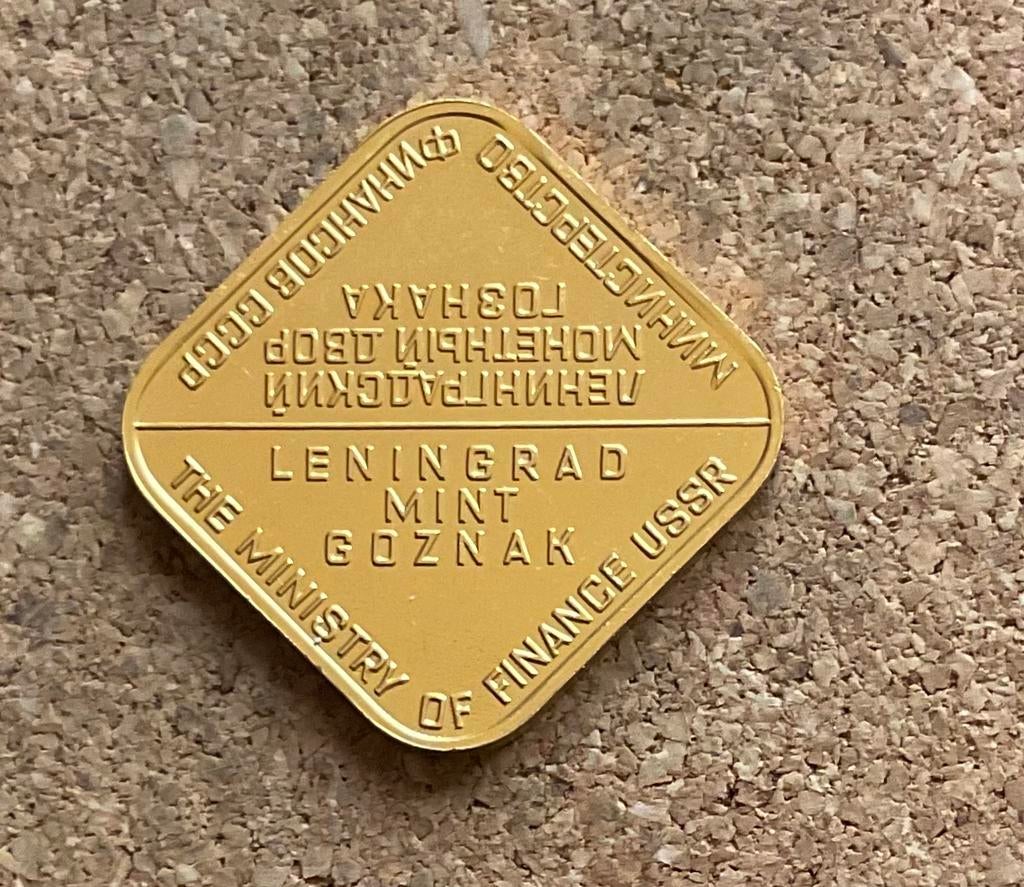 THE MINISTRY OF FINANCE USSR
LENINGRAD
MINT
GOZNAK
МИНИСТЕРСТВО ФИНАНСОВ СССР
ЛЕНИНГРАДСКИЙ
МОНЕТНЫЙ ДВОР
ГОЗНАКА